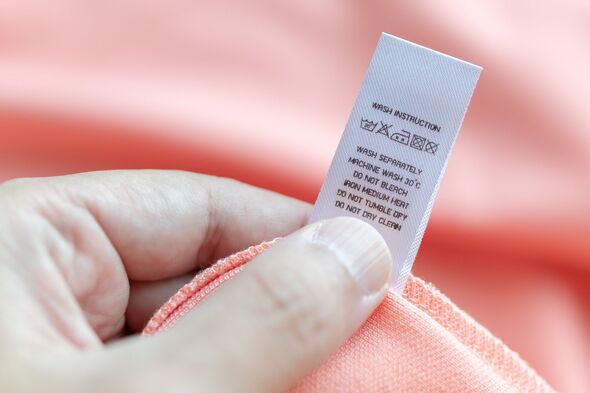 WASH INSTRUCTION
WASH SEPARATELY
MACHINE WASH 30°C
DO NOT BLEACH
IRON MEDIUM HEAT
DO NOT TUMBLE DRY
DO NOT DRY CLEAN